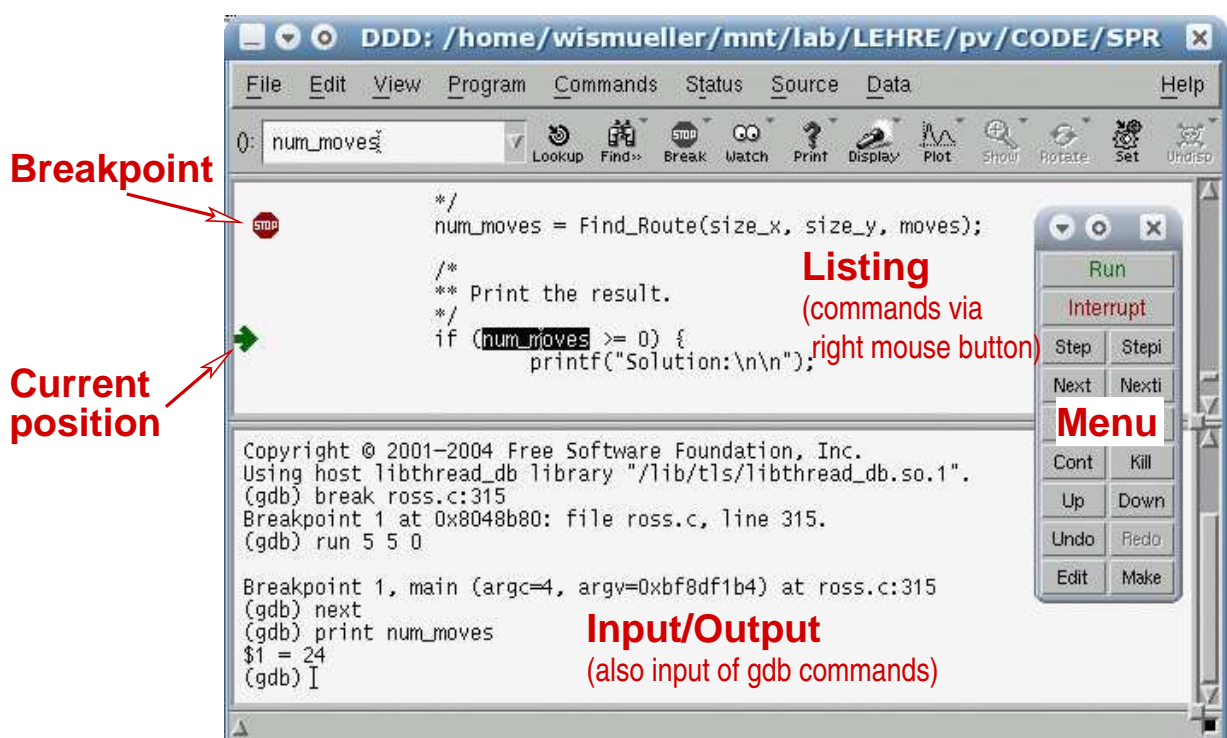 DDD: /home/wismueller/mnt/lab/LEHRE/pv/CODE/SPR
File Edit View Program Commands Status Source Data Help
(): num_moves
Lookup Find» Break Watch Print Display Plot Show Rotate Set Undisp
Breakpoint
STOP
*/
num_moves = Find_Route(size_x, size_y, moves);
/*
** Print the result.
*/
if (num_moves >= 0) {
printf("Solution:\n\n");
Listing
(commands via
right mouse button)
Current
position
Run
Interrupt
Step Stepi
Next Nexti
Menu
Cont Kill
Up Down
Undo Redo
Edit Make
Copyright © 2001-2004 Free Software Foundation, Inc.
Using host libthread_db library "/lib/tls/libthread_db.so.1".
(gdb) break ross.c:315
Breakpoint 1 at 0x8048b80: file ross.c, line 315.
(gdb) run 5 5 0
Breakpoint 1, main (argc=4, argv=0xbf8df1b4) at ross.c:315
(gdb) next
(gdb) print num_moves
$1 = 24
(gdb)
Input/Output
(also input of gdb commands)